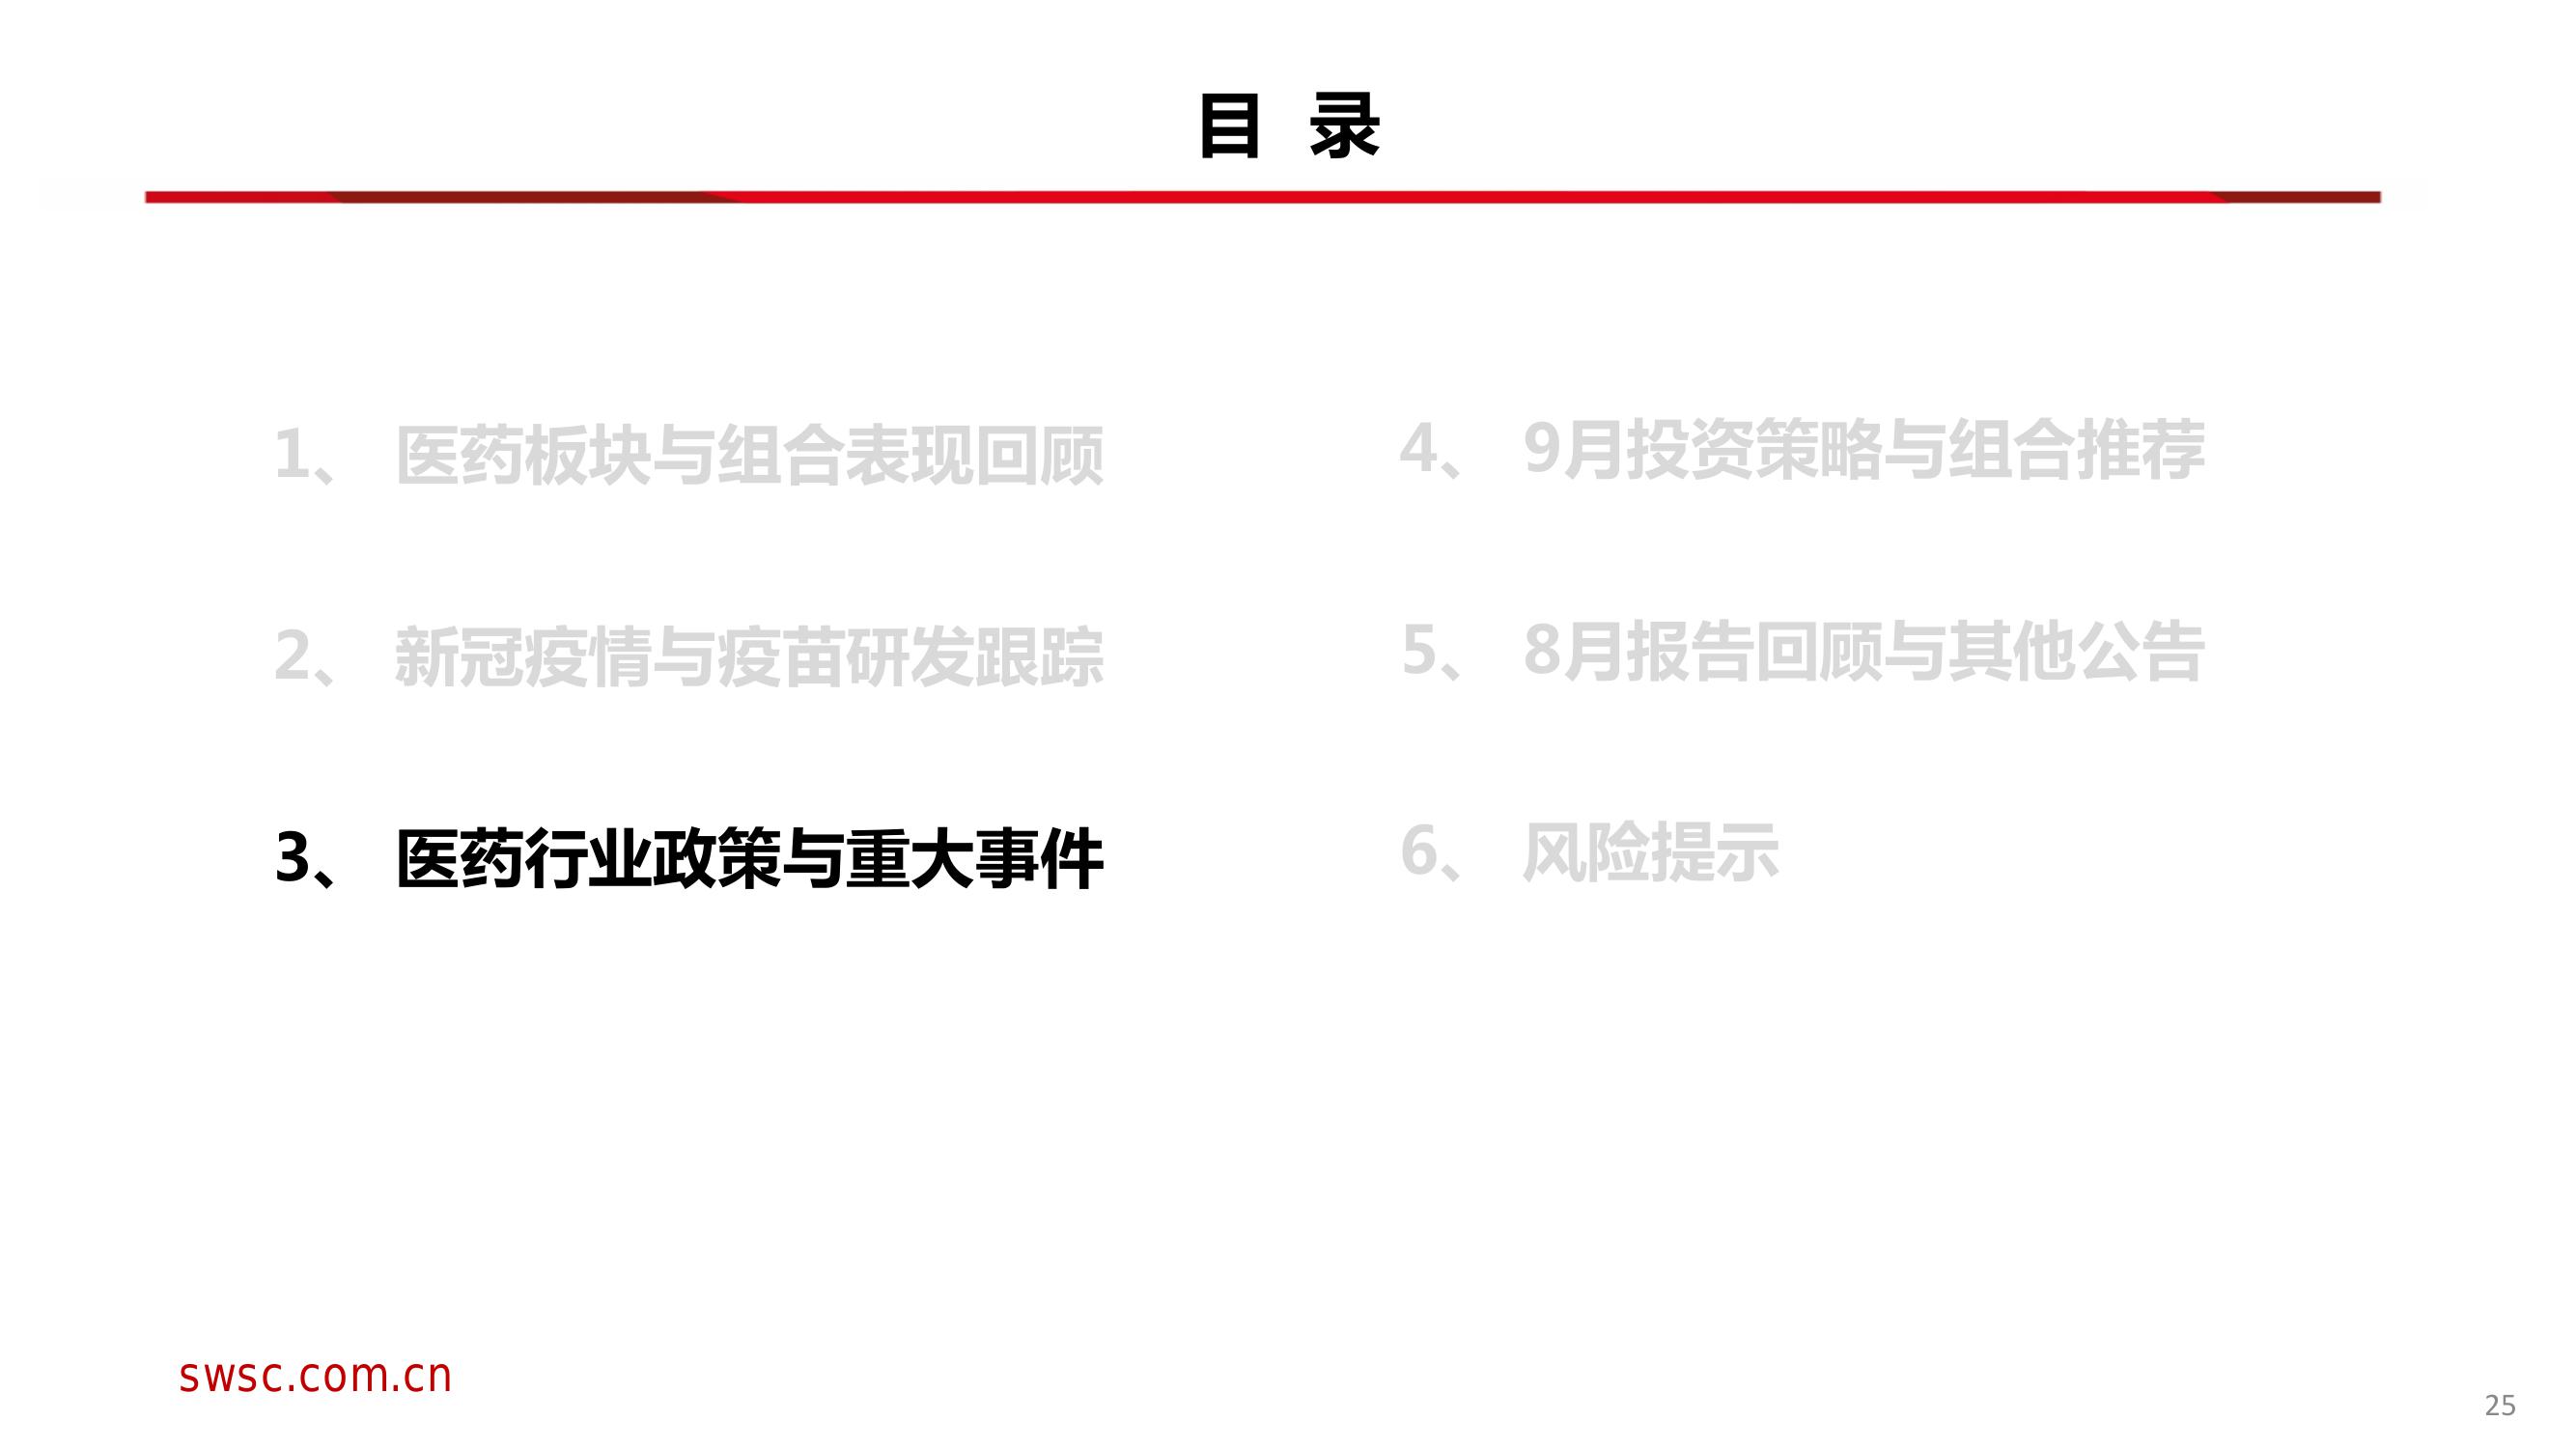 目 录
1、 医药板块与组合表现回顾
2、 新冠疫情与疫苗研发跟踪
3、 医药行业政策与重大事件
4、 9月投资策略与组合推荐
5、 8月报告回顾与其他公告
6、 风险提示
swsc.com.cn
25